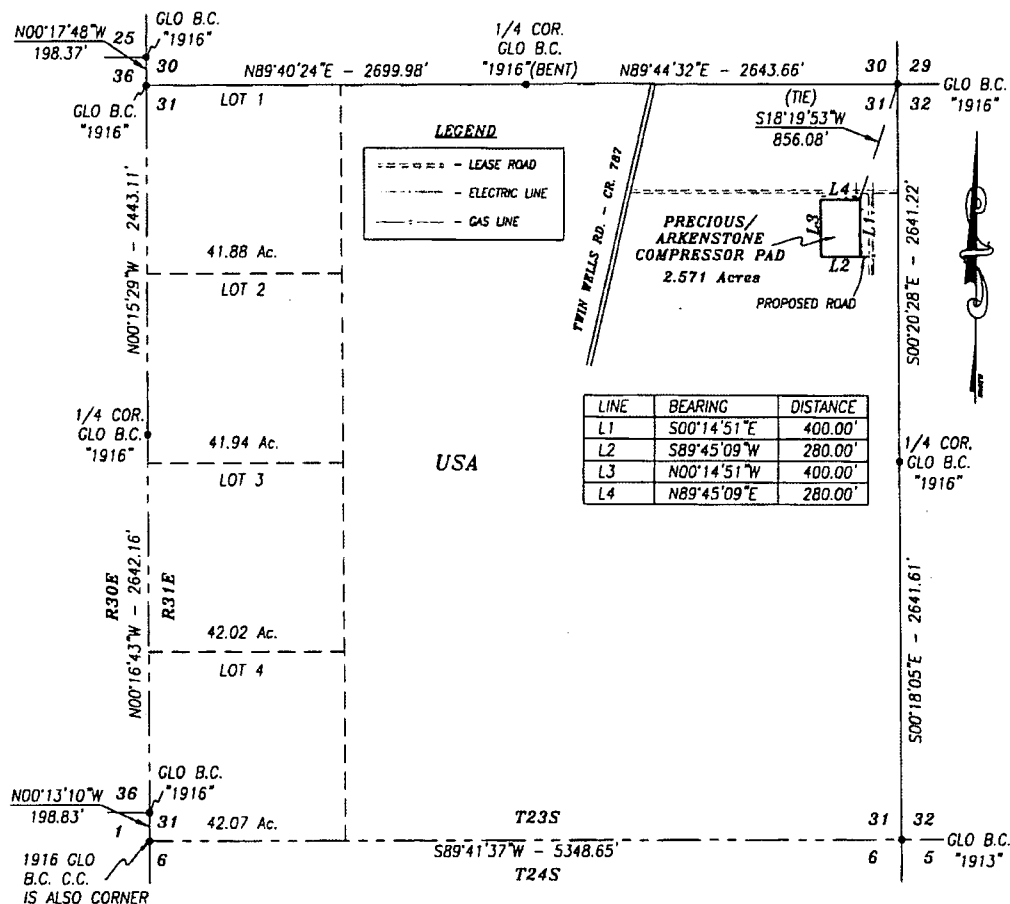 GLO B.C.
"1916"
N00°17'48"W
198.37'
25
36
30
31
GLO B.C.
"1916"
N89°40'24"E - 2699.98'
1/4 COR.
GLO B.C.
"1916"(BENT)
N89°44'32"E - 2643.66'
30
29
31
32
GLO B.C.
"1916"
(TIE)
S18°19'53"W
856.08'
LOT 1
LEGEND
- LEASE ROAD
- ELECTRIC LINE
- GAS LINE
N00°15'29"W - 2443.11'
41.88 Ac.
LOT 2
TWIN WELLS RD. - CR. 787
PRECIOUS/
ARKENSTONE
COMPRESSOR PAD
2.571 Acres
L4
L3
L1
L2
PROPOSED ROAD
S00°20'28"E - 2641.22'
1/4 COR.
GLO B.C.
"1916"
41.94 Ac.
LOT 3
USA
LINE BEARING DISTANCE
L1 S00°14'51"E 400.00'
L2 S89°45'09"W 280.00'
L3 N00°14'51"W 400.00'
L4 N89°45'09"E 280.00'
1/4 COR.
GLO B.C.
"1916"
R30E
R31E
N00°16'43"W - 2642.16'
42.02 Ac.
LOT 4
S00°18'05"E - 2641.61'
N00°13'10"W
198.83'
36
31
1
6
GLO B.C.
"1916"
42.07 Ac.
T23S
S89°41'37"W - 5348.65'
T24S
31
32
6
5
GLO B.C.
"1913"
1916 GLO
B.C. C.C.
IS ALSO CORNER